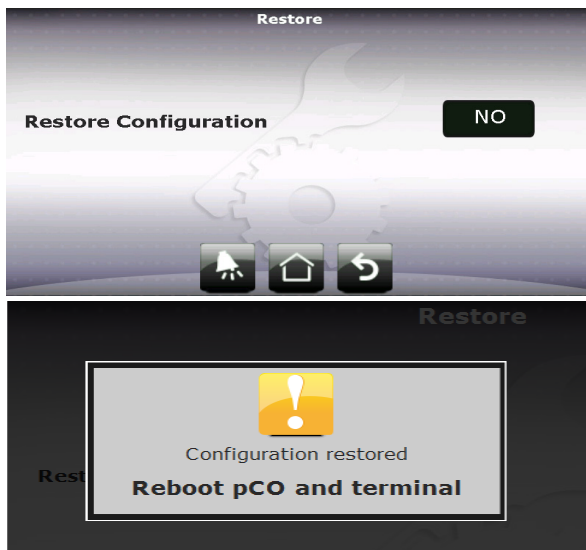 Restore
Restore Configuration
NO
Restore
Rest
Configuration restored
Reboot pCO and terminal